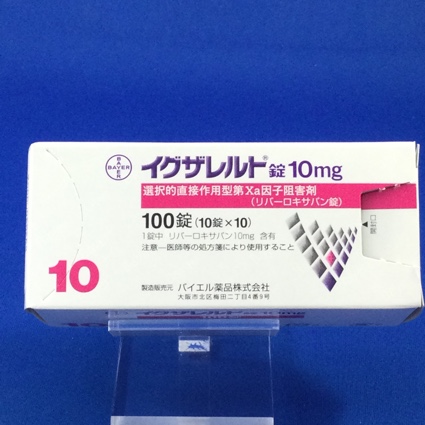 BAYER
BAYER
イグザレルト®錠10mg
選択的直接作用型第Xa因子阻害剤
(リバーロキサバン錠)
100錠(10錠×10)
1錠中 リバーロキサバン10mg 含有
注意-医師等の処方箋により使用すること
開封口
10
製造販売元 バイエル薬品株式会社
大阪市北区梅田二丁目4番9号